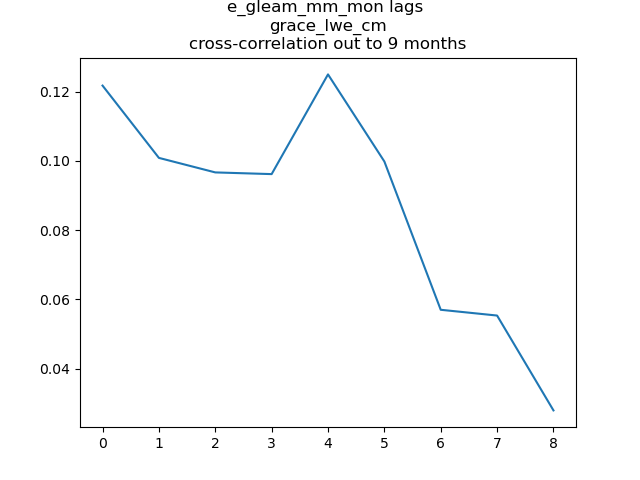 e_gleam_mm_mon lags
grace_lwe_cm
cross-correlation out to 9 months
0.12
0.10
0.08
0.06
0.04
0 1 2 3 4 5 6 7 8